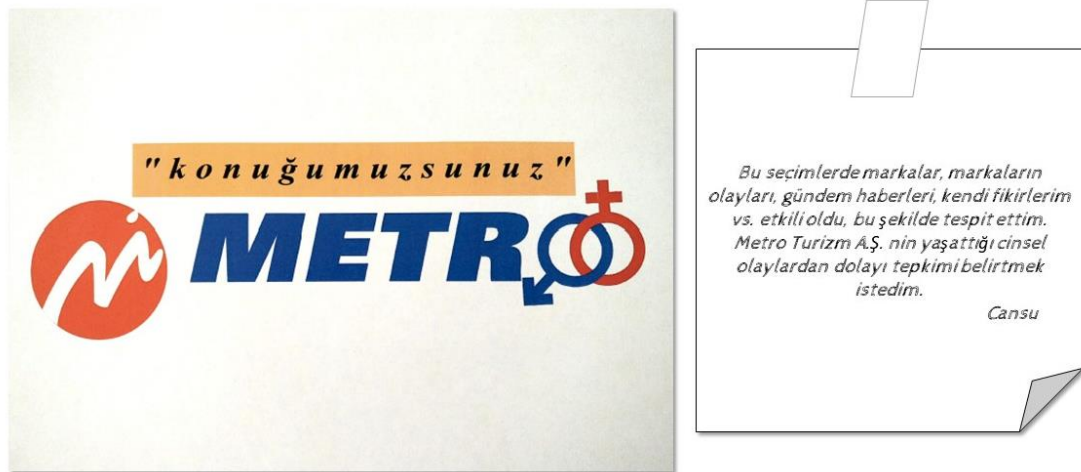 "konuğumuzsunuz"
METRO
Bu seçimlerde markalar, markaların
olayları, gündem haberleri, kendi fikirlerim
vs. etkili oldu, bu şekilde tespit ettim.
Metro Turizm A.Ş. nin yaşattığı cinsel
olaylardan dolayı tepkimi belirtmek
istedim.
Cansu